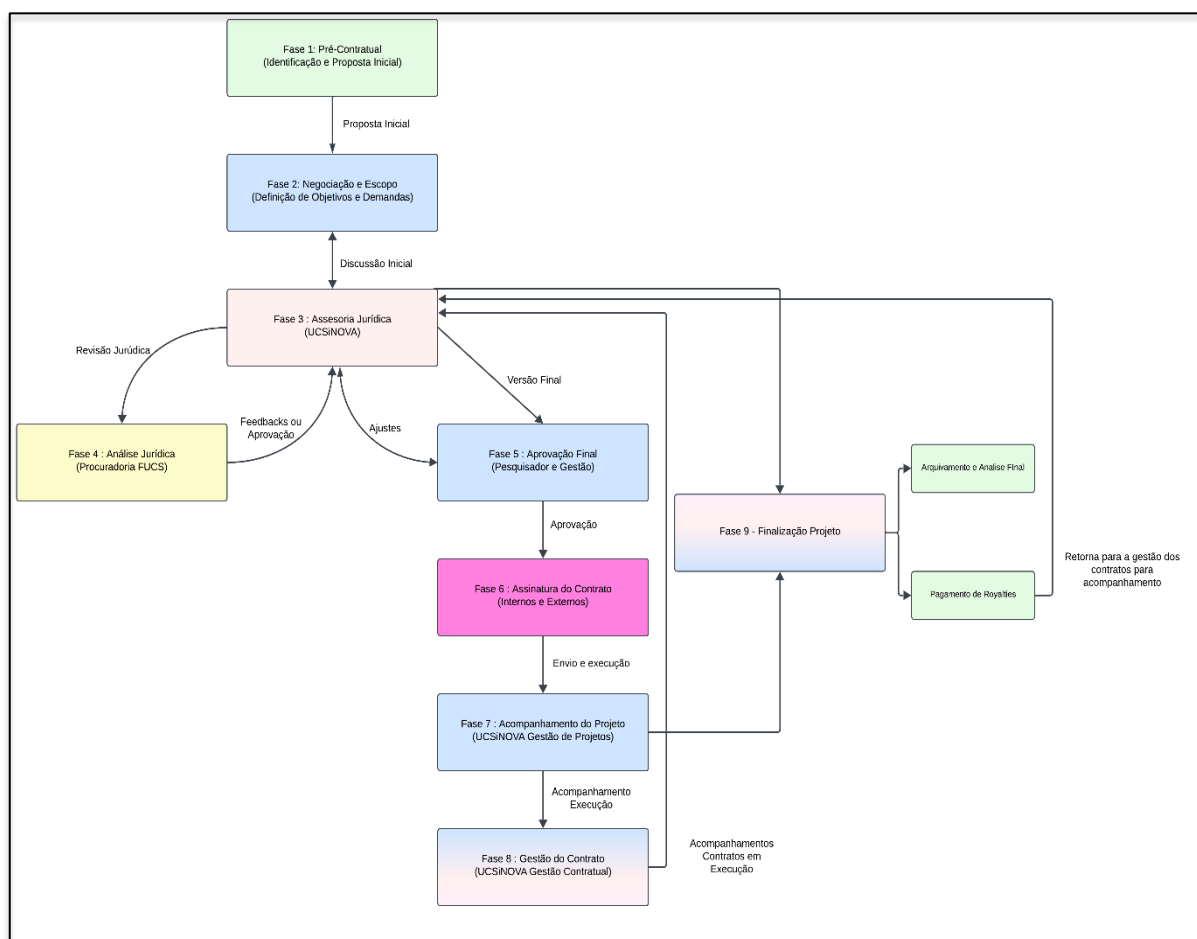 Fase 1: Pré-Contratual
(Identificação e Proposta Inicial)
Proposta Inicial
Fase 2: Negociação e Escopo
(Definição de Objetivos e Demandas)
Discussão Inicial
Fase 3 : Assesoria Jurídica
(UCSiNOVA)
Revisão Jurúdica
Versão Final
Feedbacks ou
Aprovação
Ajustes
Fase 4 : Análise Jurídica
(Procuradoria FUCS)
Fase 5 : Aprovação Final
(Pesquisador e Gestão)
Arquivamento e Analise FInal
Aprovação
Fase 9 - Finalização Projeto
Retorna para a gestão dos
contratos para
acompanhamento
Fase 6 : Assinatura do Contrato
(Internos e Externos)
Pagamento de Royalties
Envio e execução
Fase 7 : Acompanhamento do Projeto
(UCSiNOVA Gestão de Projetos)
Acompanhamento
Execução
Fase 8 : Gestão do Contrato
(UCSiNOVA Gestão Contratual)
Acompanhamentos
Contratos em
Execução